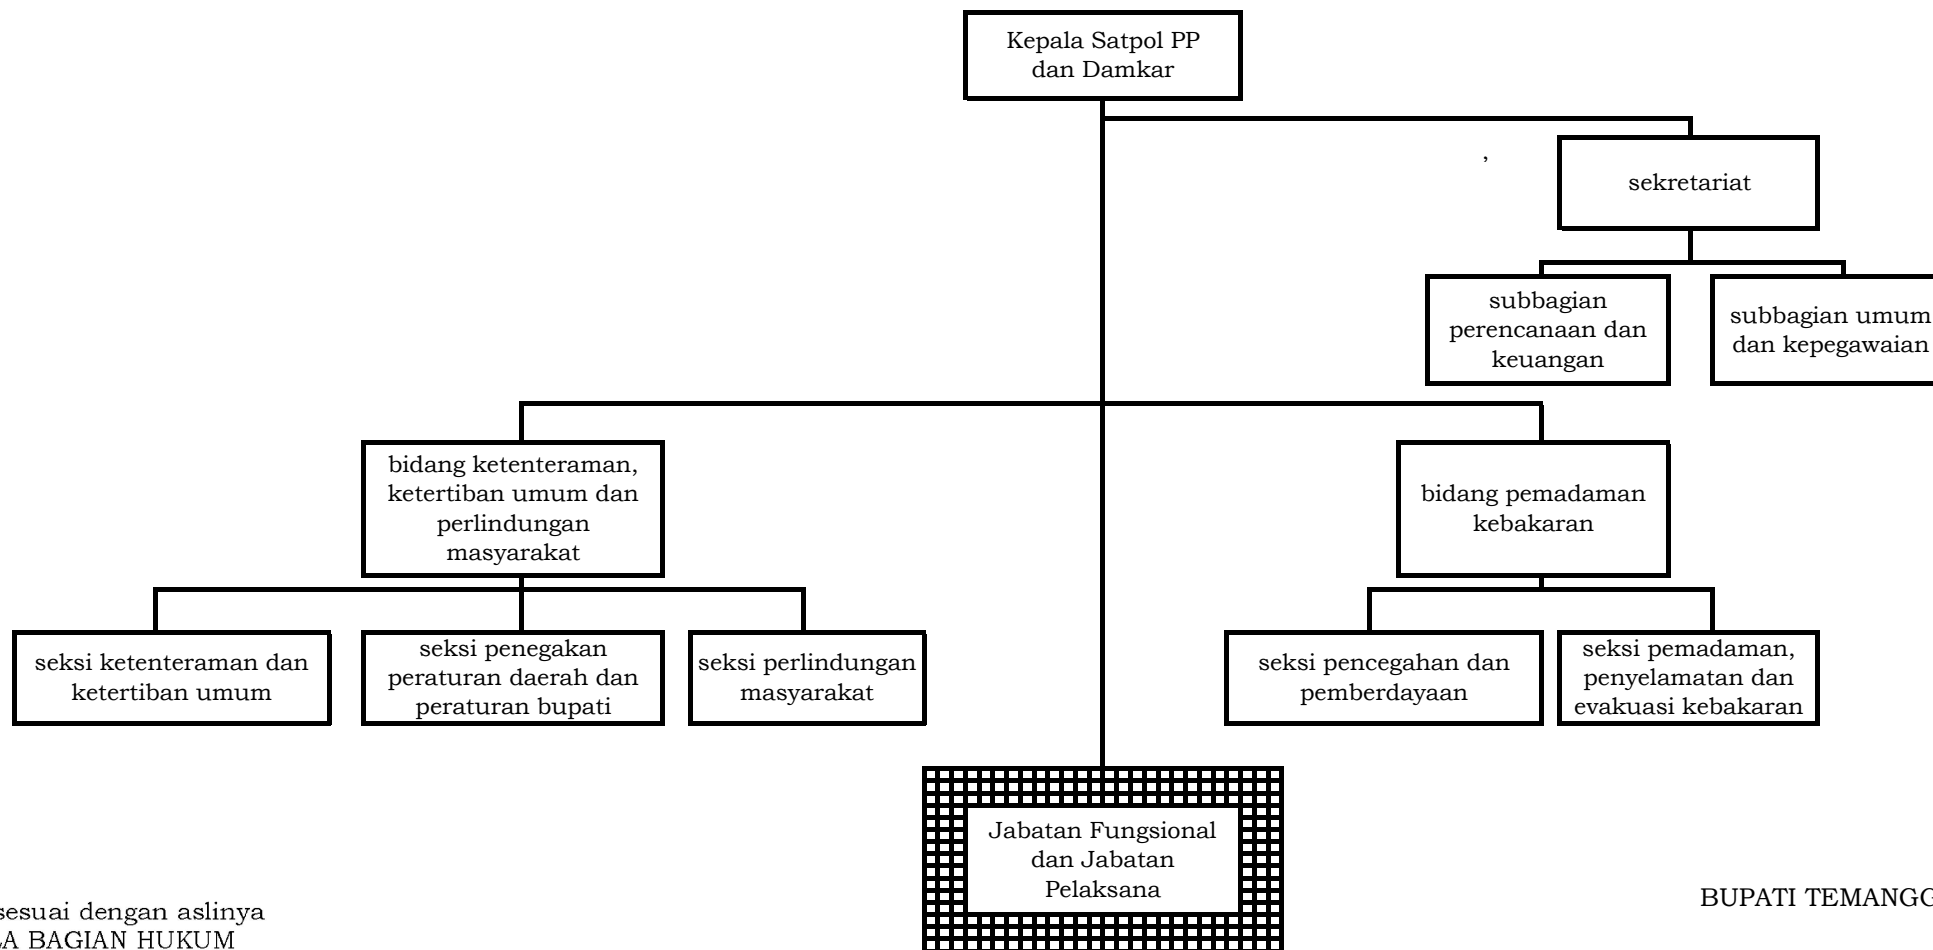 Kepala Satpol PP
dan Damkar
,
sekretariat
subbagian
perencanaan dan
keuangan
subbagian umum
dan kepegawaian
bidang ketenteraman,
ketertiban umum dan
perlindungan
masyarakat
bidang pemadaman
kebakaran
seksi ketenteraman dan
ketertiban umum
seksi penegakan
peraturan daerah dan
peraturan bupati
seksi perlindungan
masyarakat
seksi pencegahan dan
pemberdayaan
seksi pemadaman,
penyelamatan dan
evakuasi kebakaran
Jabatan Fungsional
dan Jabatan
Pelaksana
sesuai dengan aslinya
BAGIAN HUKUM
BUPATI